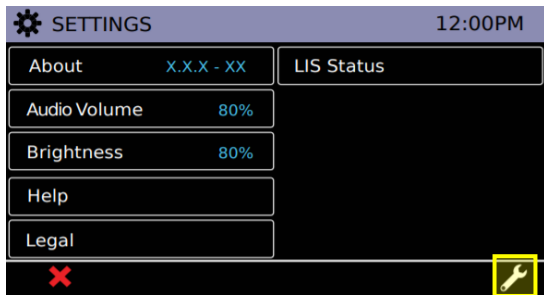 SETTINGS 12:00PM
About X.X.X - XX
LIS Status
Audio Volume 80%
Brightness 80%
Help
Legal